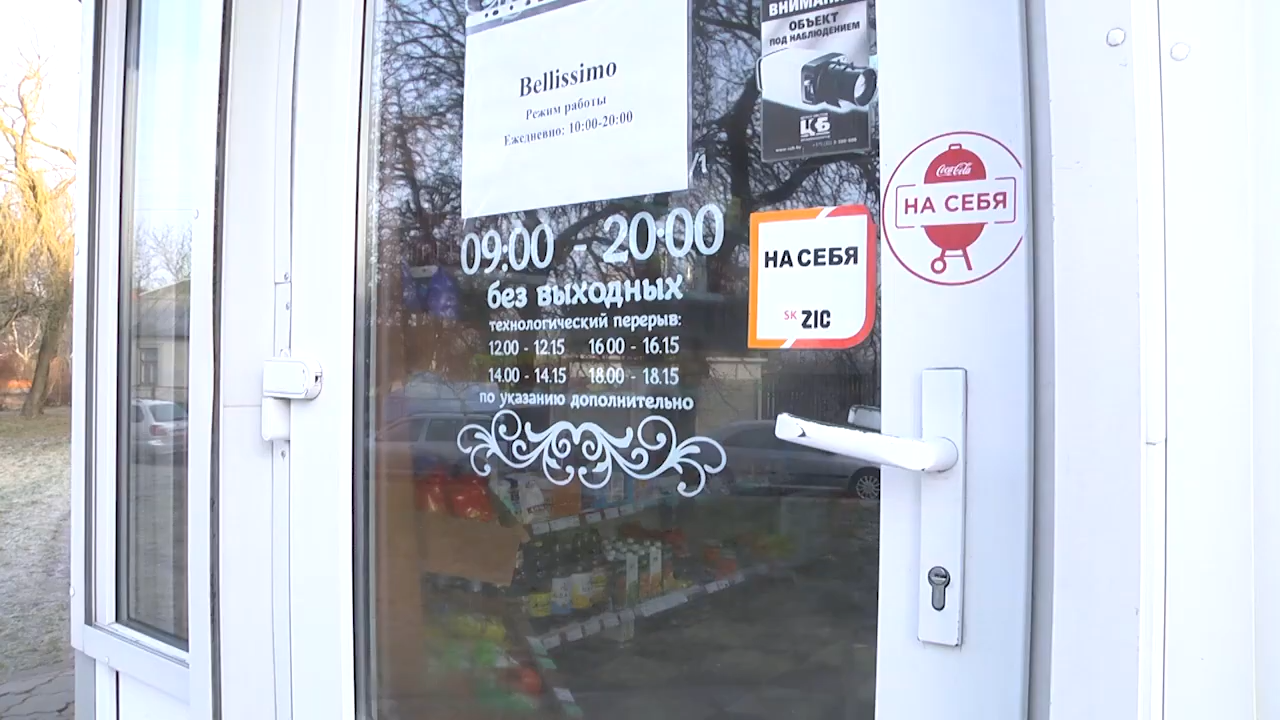 Bellissimo
Режим работы
Ежедневно: 10:00-20:00
09:00 - 20:00
без выходных
технологический перерыв:
12.00 - 12.15 16.00 - 16.15
14.00 - 14.15 18.00 - 18.15
по указанию дополнительно
ОБЪЕКТ
ПОД НАБЛЮДЕНИЕМ
ЦКБ
НА СЕБЯ
SK ZIC
Coca-Cola
НА СЕБЯ